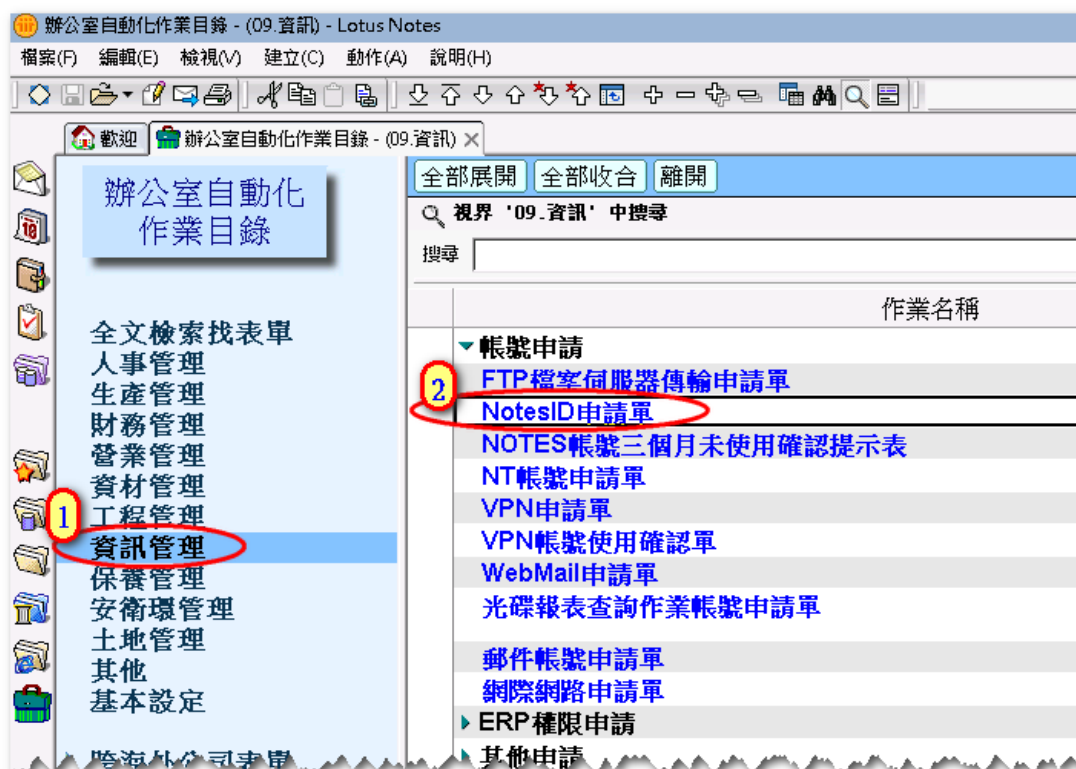 辦公室自動化作業目錄 - (09.資訊) - Lotus Notes
檔案(F) 編輯(E) 檢視(V) 建立(C) 動作(A) 說明(H)
歡迎 辦公室自動化作業目錄 - (09.資訊)
辦公室自動化
作業目錄
全文檢索找表單
人事管理
生產管理
財務管理
營業管理
資材管理
1
工程管理
資訊管理
保養管理
安衛環管理
土地管理
其他
基本設定
跨海外公司表單
全部展開 全部收合 離開
視界 '09.資訊' 中搜尋
搜尋
作業名稱
帳號申請
FTP檔案伺服器傳輸申請單
2
NotesID申請單
NOTES帳號三個月未使用確認提示表
NT帳號申請單
VPN申請單
VPN帳號使用確認單
WebMail申請單
光碟報表查詢作業帳號申請單
郵件帳號申請單
網際網路申請單
ERP權限申請
其他申請